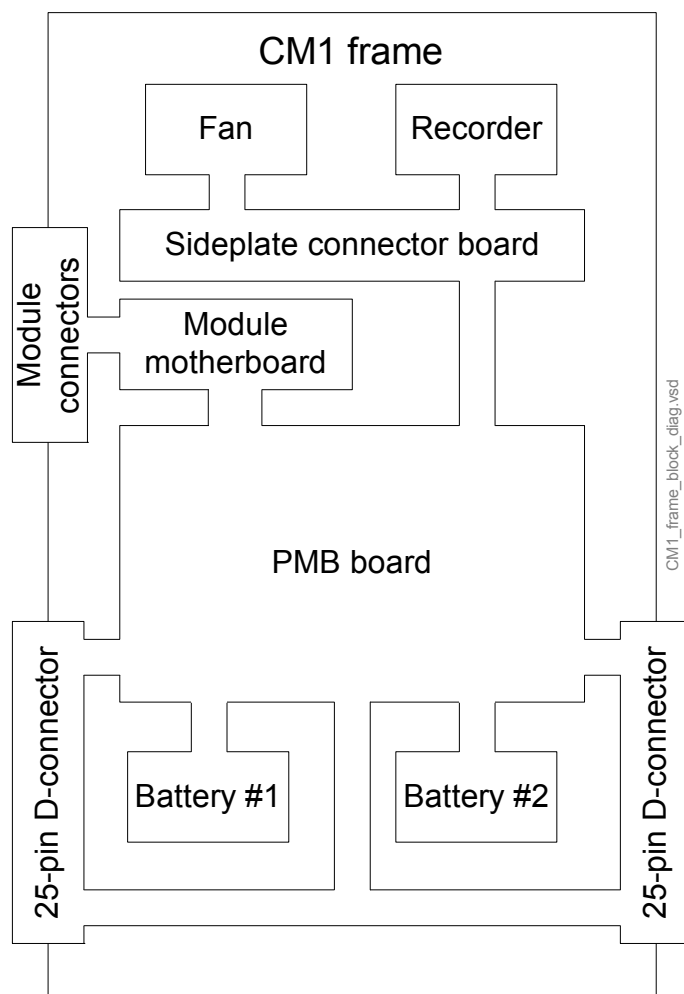 CM1 frame
Fan
Recorder
Sideplate connector board
Module
connectors
Module
motherboard
CM1_frame_block_diag.vsd
PMB board
25-pin D-connector
25-pin D-connector
Battery #1
Battery #2